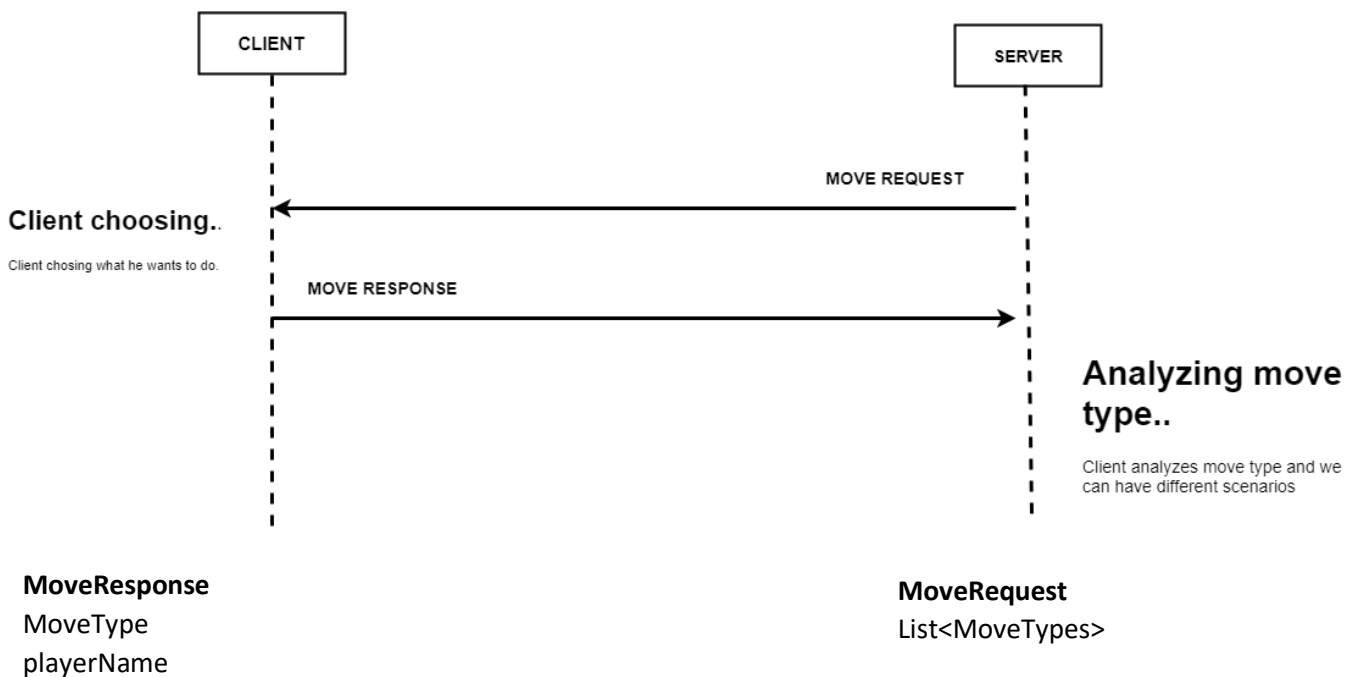 CLIENT
SERVER
MOVE REQUEST
Client choosing..
Client chosing what he wants to do.
MOVE RESPONSE
Analyzing move
type..
Client analyzes move type and we
can have different scenarios
MoveResponse
MoveType
playerName
MoveRequest
List<MoveTypes>